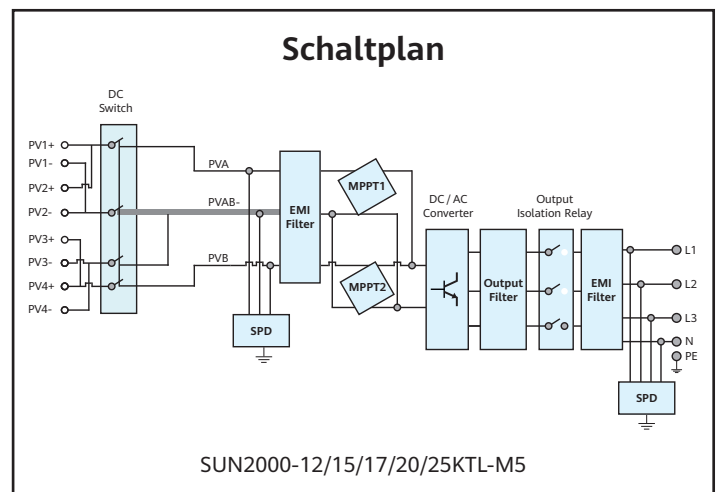 Schaltplan
DC
Switch
PV1+
PV1-
PV2+
PV2-
PV3+
PV3-
PV4+
PV4-
PVA
PVAB-
PVB
EMI
Filter
SPD
MPPT1
MPPT2
DC / AC
Converter
Output
Filter
Output
Isolation Relay
EMI
Filter
L1
L2
L3
N
PE
SPD
SUN2000-12/15/17/20/25KTL-M5